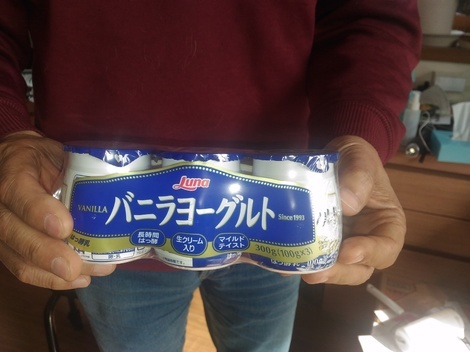 Luna
VANILLA
バニラヨーグルト
Since 1993
長時間
はっ酵
生クリーム
入り
マイルド
テイスト
300g(100g×3)